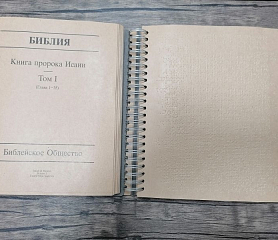 БИБЛИЯ
Книга пророка Исаии
Том I
Библейское Общество